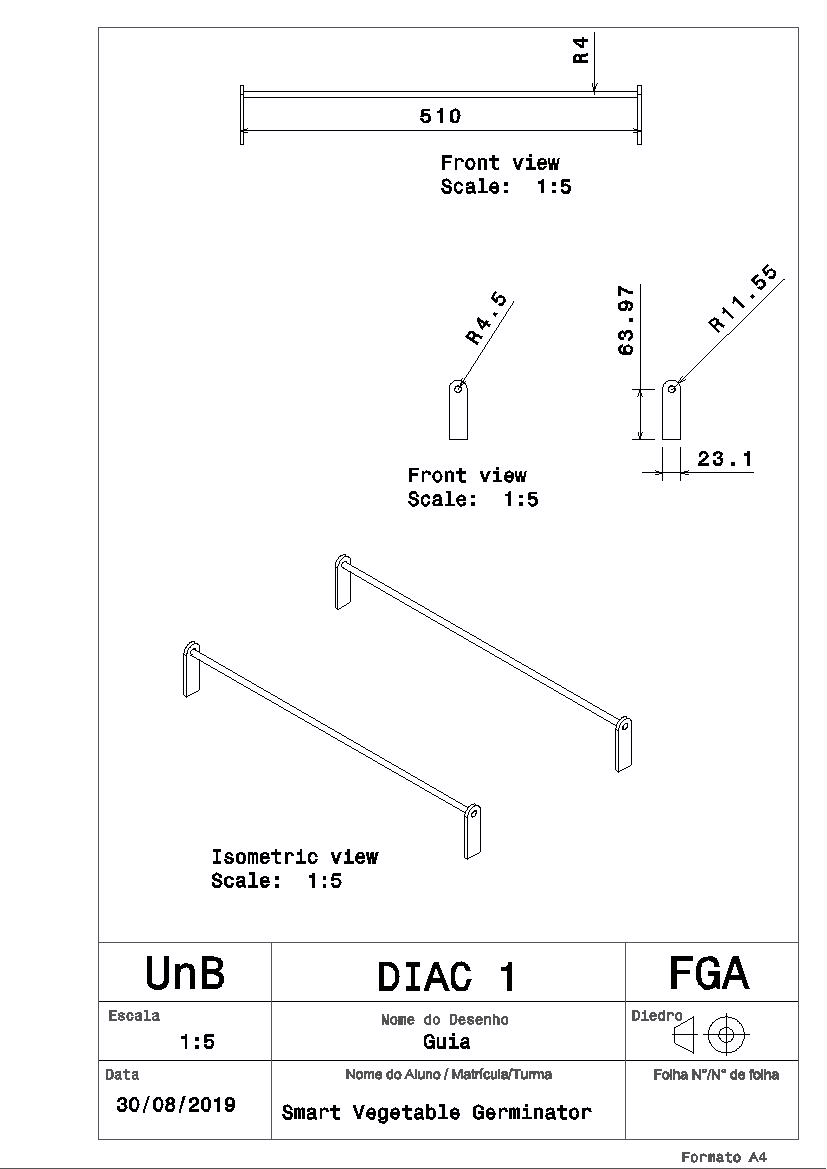 R4
510
Front view
Scale: 1:5
R4.5
63.97
R11.55
23.1
Front view
Scale: 1:5
Isometric view
Scale: 1:5
UnB
DIAC 1
FGA
Escala
1:5
Nome do Desenho
Guia
Diedro
Data
30/08/2019
Nome do Aluno / Matrícula/Turma
Smart Vegetable Germinator
Folha N°/N° de folha
Formato A4